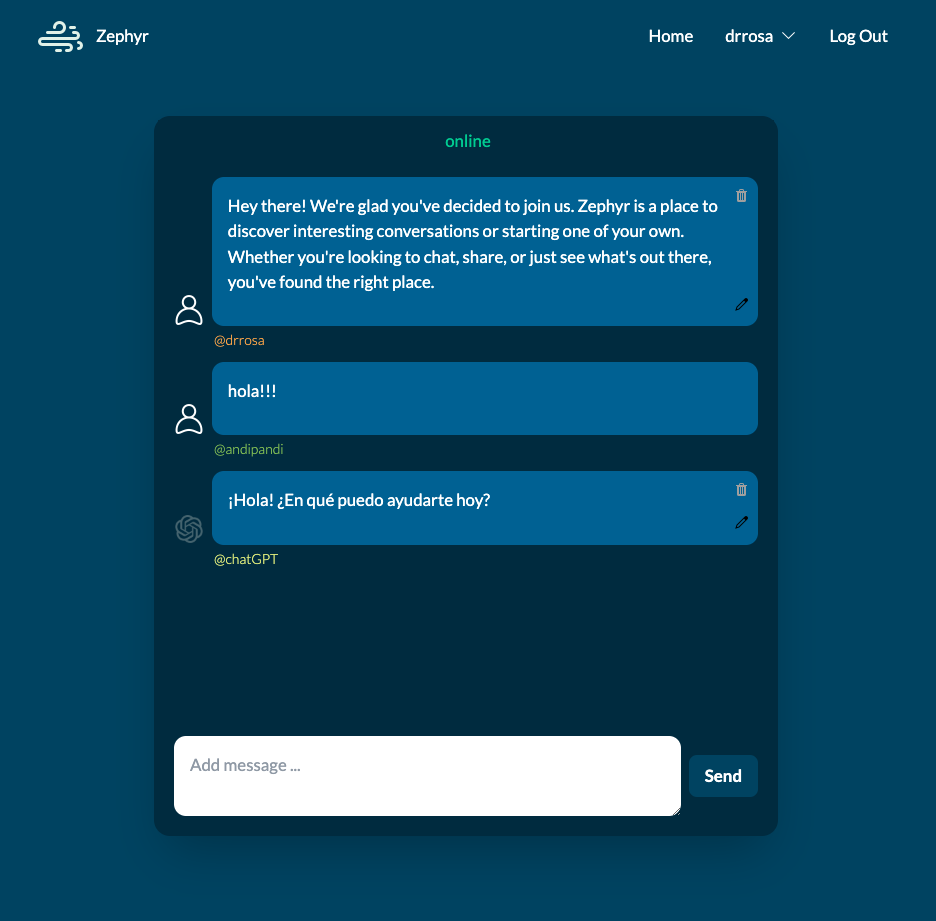 Zephyr
Home
drrosa
Log Out
online
Hey there! We're glad you've decided to join us. Zephyr is a place to
discover interesting conversations or starting one of your own.
Whether you're looking to chat, share, or just see what's out there,
you've found the right place.
@drrosa
hola!!!
@andipandi
¡Hola! ¿En qué puedo ayudarte hoy?
@chatGPT
Add message ...
Send